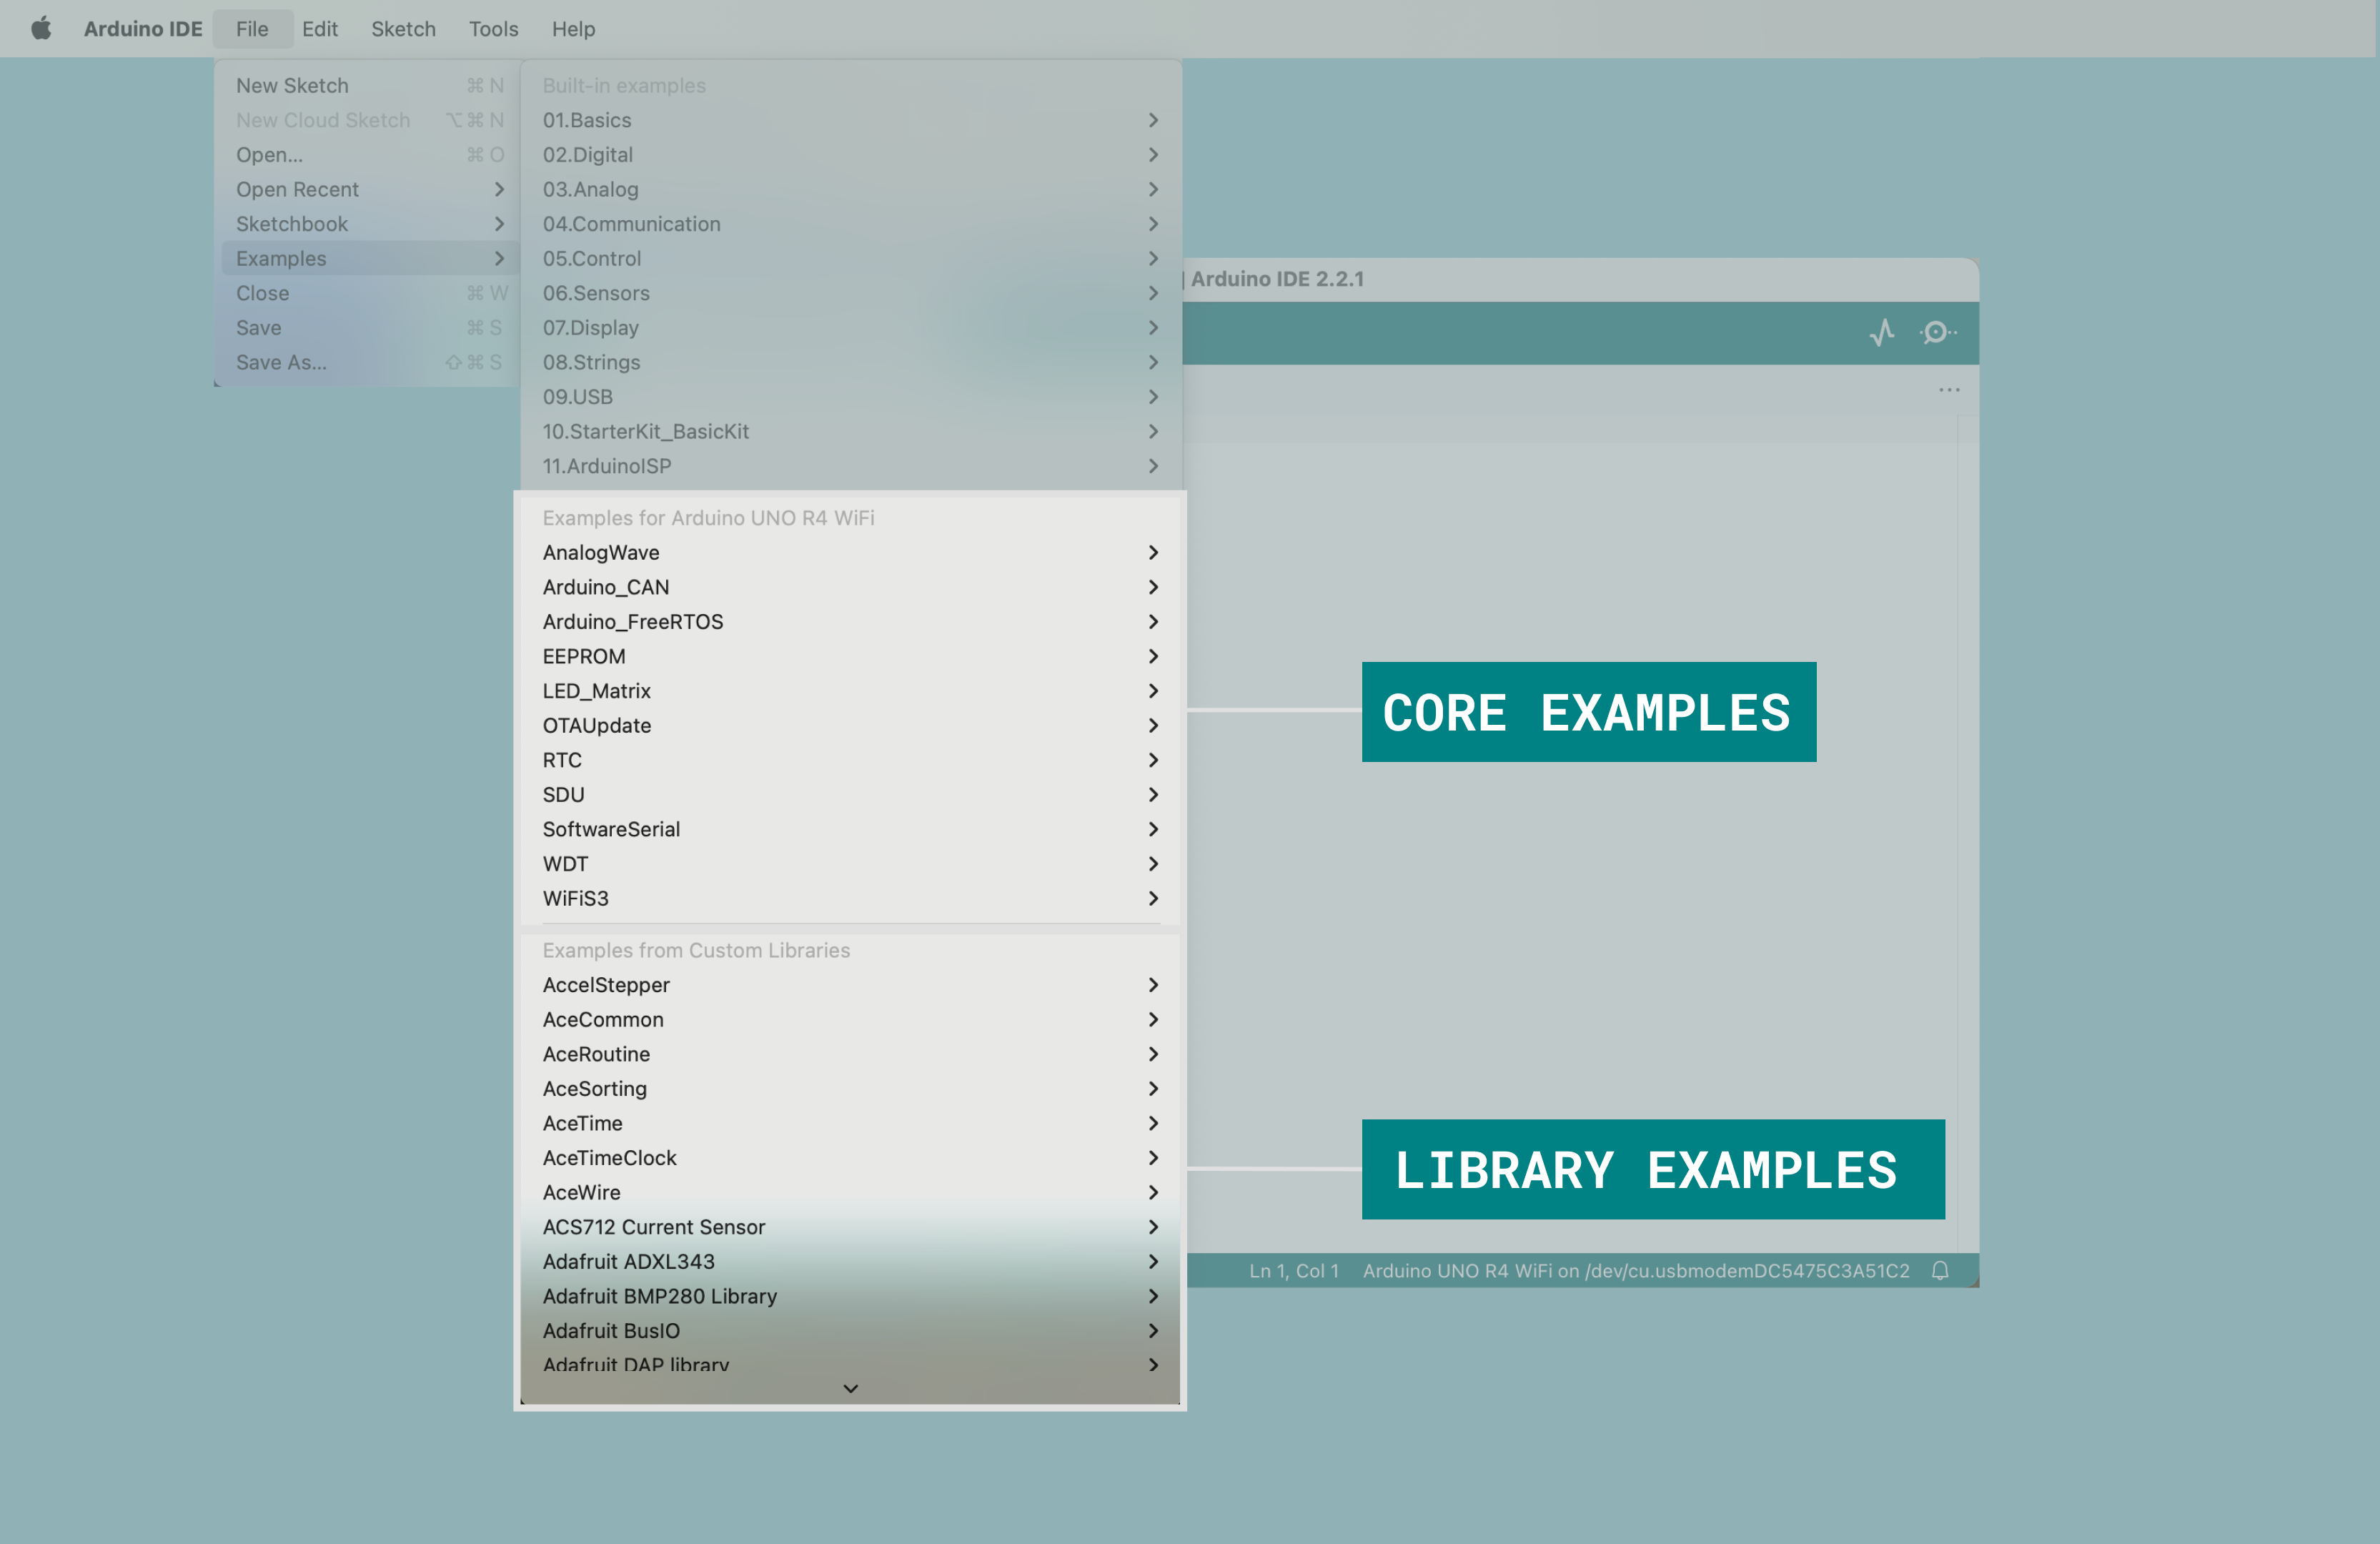 Arduino IDE File Edit Sketch Tools Help
New Sketch ⌘ N
New Cloud Sketch ⌥ ⌘ N
Open... ⌘ O
Open Recent
Sketchbook
Examples
Close ⌘ W
Save ⌘ S
Save As... ⇧ ⌘ S
Built-in examples
01.Basics
02.Digital
03.Analog
04.Communication
05.Control
06.Sensors
07.Display
08.Strings
09.USB
10.StarterKit_BasicKit
11.ArduinoISP
Examples for Arduino UNO R4 WiFi
AnalogWave
Arduino_CAN
Arduino_FreeRTOS
EEPROM
LED_Matrix
OTAUpdate
RTC
SDU
SoftwareSerial
WDT
WiFiS3
Examples from Custom Libraries
AccelStepper
AceCommon
AceRoutine
AceSorting
AceTime
AceTimeClock
AceWire
ACS712 Current Sensor
Adafruit ADXL343
Adafruit BMP280 Library
Adafruit BusIO
Adafruit DAP library
| Arduino IDE 2.2.1
CORE EXAMPLES
LIBRARY EXAMPLES
Ln 1, Col 1 Arduino UNO R4 WiFi on /dev/cu.usbmodemDC5475C3A51C2